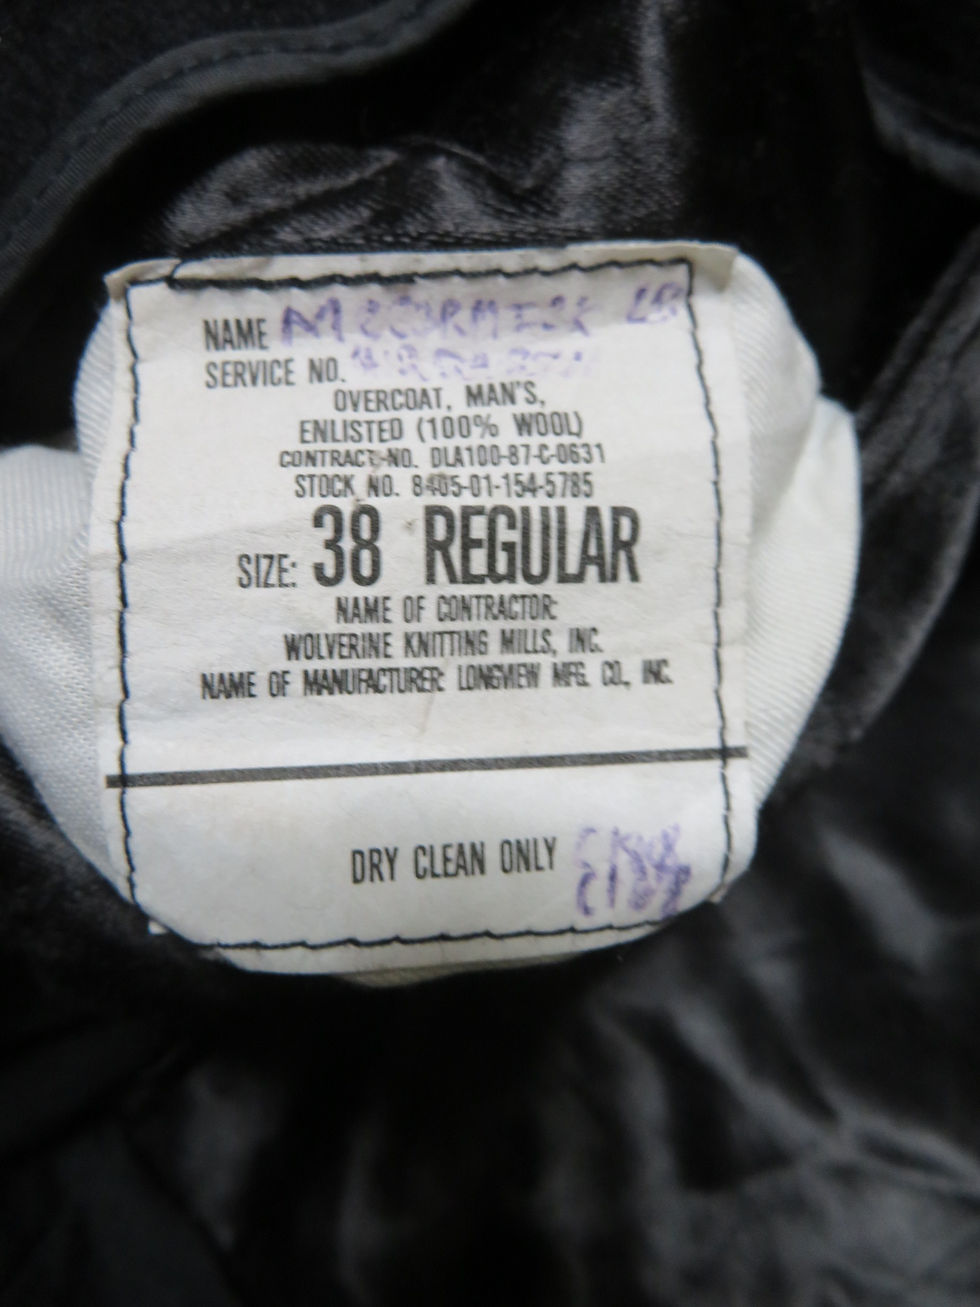 NAME McCORMICK LB
SERVICE NO.
OVERCOAT, MAN'S,
ENLISTED (100% WOOL)
CONTRACT NO. DLA100-87-C-0631
STOCK NO. 8405-01-154-5785
SIZE: 38 REGULAR
NAME OF CONTRACTOR:
WOLVERINE KNITTING MILLS, INC.
NAME OF MANUFACTURER: LONGVIEW MFG. CO., INC.
DRY CLEAN ONLY